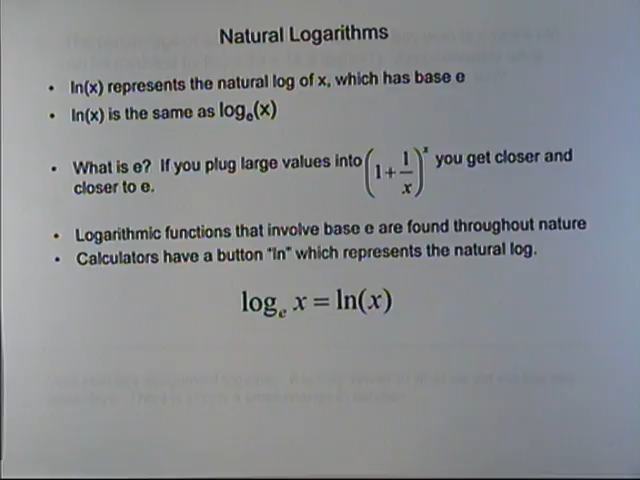 Natural Logarithms
• ln(x) represents the natural log of x, which has base e
• ln(x) is the same as logₑ(x)
• What is e? If you plug large values into (1+1/x)ˣ you get closer and
closer to e.
• Logarithmic functions that involve base e are found throughout nature
• Calculators have a button "ln" which represents the natural log.
logₑ x = ln(x)